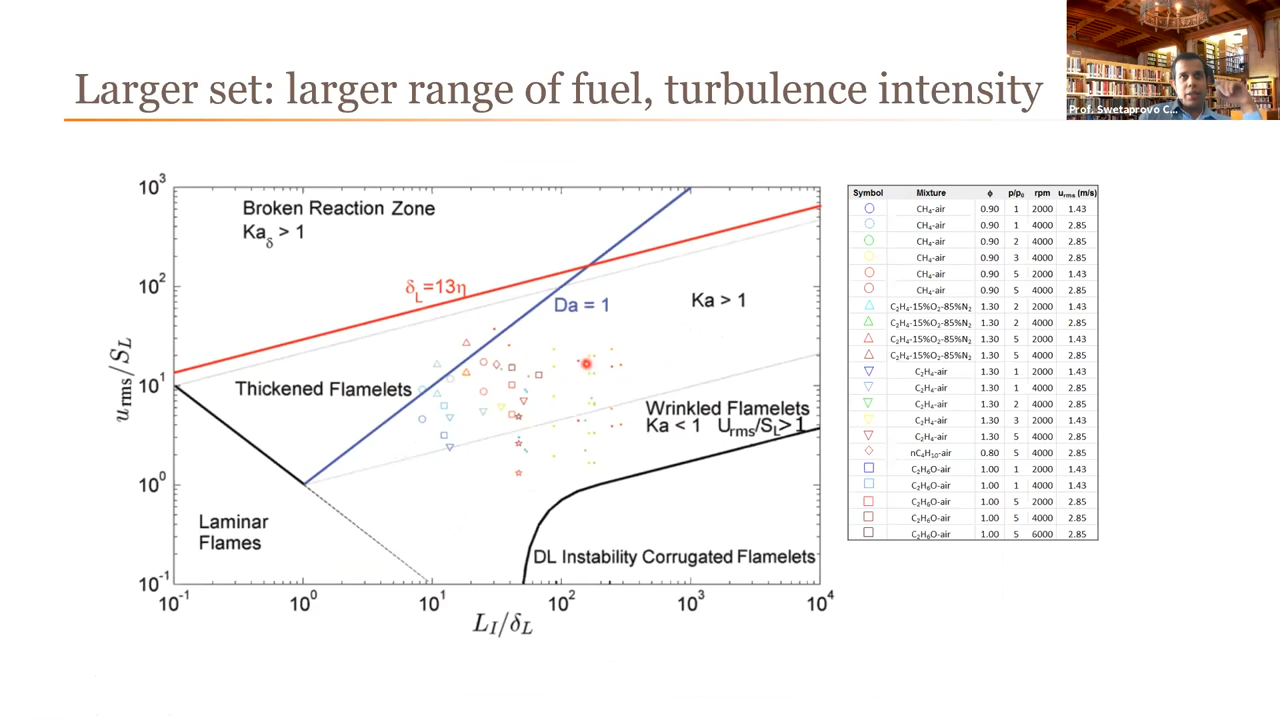 Larger set: larger range of fuel, turbulence intensity
Prof. Swetaprovo C...
10³
10²
10¹
10⁰
10⁻¹
u_rms/S_L
Broken Reaction Zone
Ka_δ > 1
δ_L=13η
Da = 1
Ka > 1
Thickened Flamelets
Wrinkled Flamelets
Ka < 1 U_rms/S_L>1
Laminar
Flames
DL Instability Corrugated Flamelets
10⁻¹ 10⁰ 10¹ 10² 10³ 10⁴
L_I/δ_L
Symbol Mixture ϕ p/p₀ rpm u_rms (m/s)
CH₄-air 0.90 1 2000 1.43
CH₄-air 0.90 1 4000 2.85
CH₄-air 0.90 2 4000 2.85
CH₄-air 0.90 3 4000 2.85
CH₄-air 0.90 5 2000 1.43
CH₄-air 0.90 5 4000 2.85
C₂H₄-15%O₂-85%N₂ 1.30 2 2000 1.43
C₂H₄-15%O₂-85%N₂ 1.30 2 4000 2.85
C₂H₄-15%O₂-85%N₂ 1.30 5 2000 1.43
C₂H₄-15%O₂-85%N₂ 1.30 5 4000 2.85
C₂H₄-air 1.30 1 2000 1.43
C₂H₄-air 1.30 1 4000 2.85
C₂H₄-air 1.30 2 4000 2.85
C₂H₄-air 1.30 3 2000 1.43
C₂H₄-air 1.30 5 4000 2.85
nC₄H₁₀-air 0.80 5 4000 2.85
C₂H₆O-air 1.00 1 2000 1.43
C₂H₆O-air 1.00 1 4000 1.43
C₂H₆O-air 1.00 5 2000 2.85
C₂H₆O-air 1.00 5 4000 2.85
C₂H₆O-air 1.00 5 6000 2.85